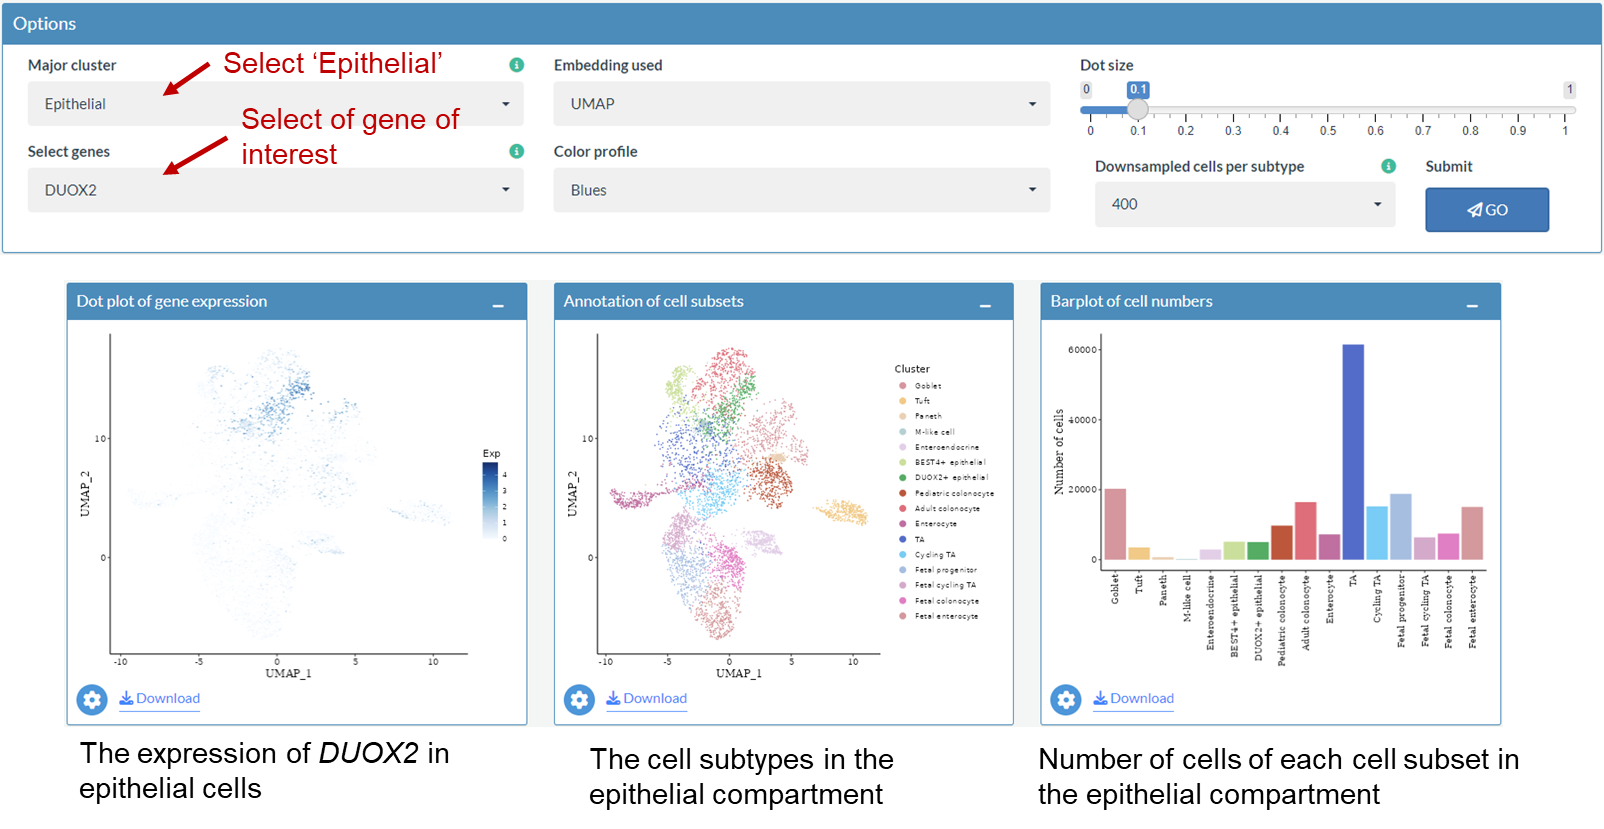 Options
Major cluster
Select ‘Epithelial’
Embedding used
Dot size
Epithelial
UMAP
0
0.1
1
Select of gene of
interest
0 0.1 0.2 0.3 0.4 0.5 0.6 0.7 0.8 0.9 1
Select genes
Color profile
Downsampled cells per subtype
Submit
DUOX2
Blues
400
GO
Dot plot of gene expression
10
0
UMAP_2
-10 -5 0 5 10
UMAP_1
Exp
4
3
2
1
0
Download
Annotation of cell subsets
10
0
UMAP_2
-10 -5 0 5 10
UMAP_1
Cluster
Goblet
Tuft
Paneth
M-like cell
Enteroendocrine
BEST4+ epithelial
DUOX2+ epithelial
Pediatric colonocyte
Adult colonocyte
Enterocyte
TA
Cycling TA
Fetal progenitor
Fetal cycling TA
Fetal colonocyte
Fetal enterocyte
Download
Barplot of cell numbers
60000
40000
20000
0
Number of cells
Goblet
Tuft
Paneth
M-like cell
Enteroendocrine
BEST4+ epithelial
DUOX2+ epithelial
Pediatric colonocyte
Adult colonocyte
Enterocyte
TA
Cycling TA
Fetal progenitor
Fetal cycling TA
Fetal colonocyte
Fetal enterocyte
Download
The expression of DUOX2 in
epithelial cells
The cell subtypes in the
epithelial compartment
Number of cells of each cell subset in
the epithelial compartment